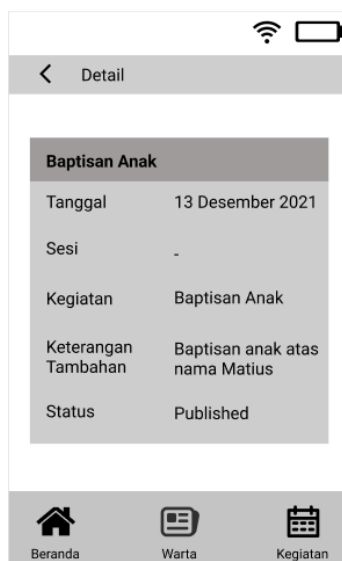 Detail
Baptisan Anak
Tanggal 13 Desember 2021
Sesi -
Kegiatan Baptisan Anak
Keterangan Tambahan Baptisan anak atas nama Matius
Status Published
Beranda Warta Kegiatan